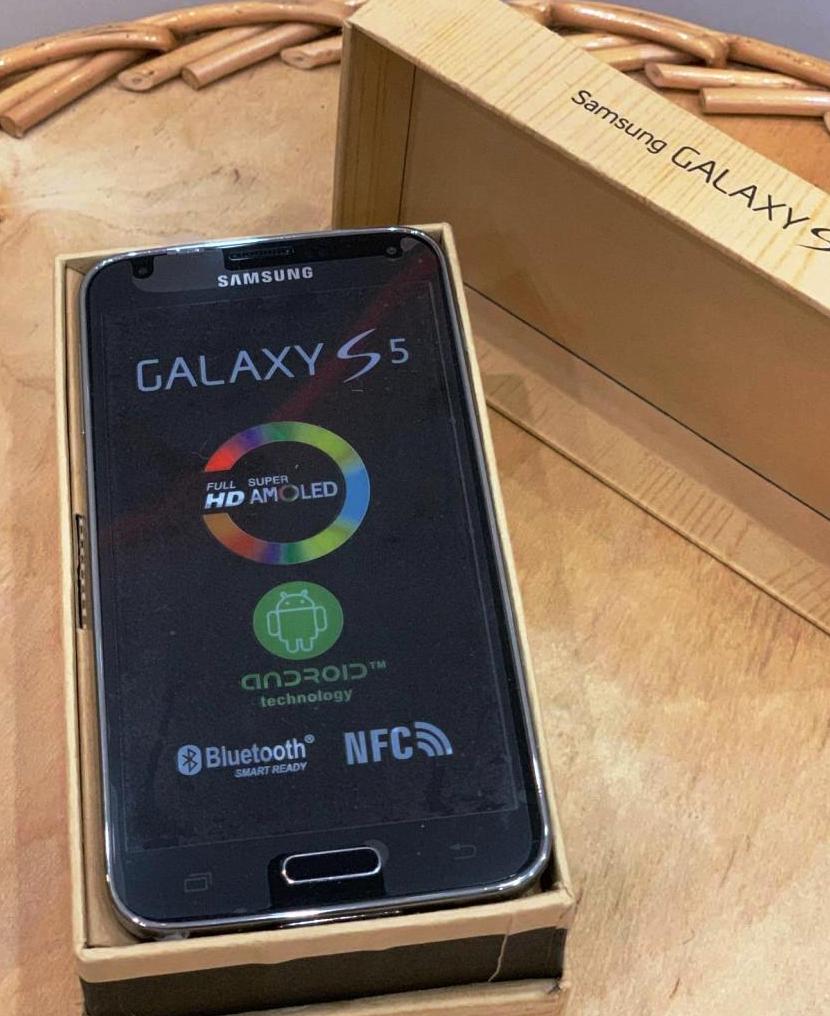 Samsung GALAXY S
SAMSUNG
GALAXY S5
FULL SUPER
HD AMOLED
ANDROID™
technology
Bluetooth®
SMART READY
NFC